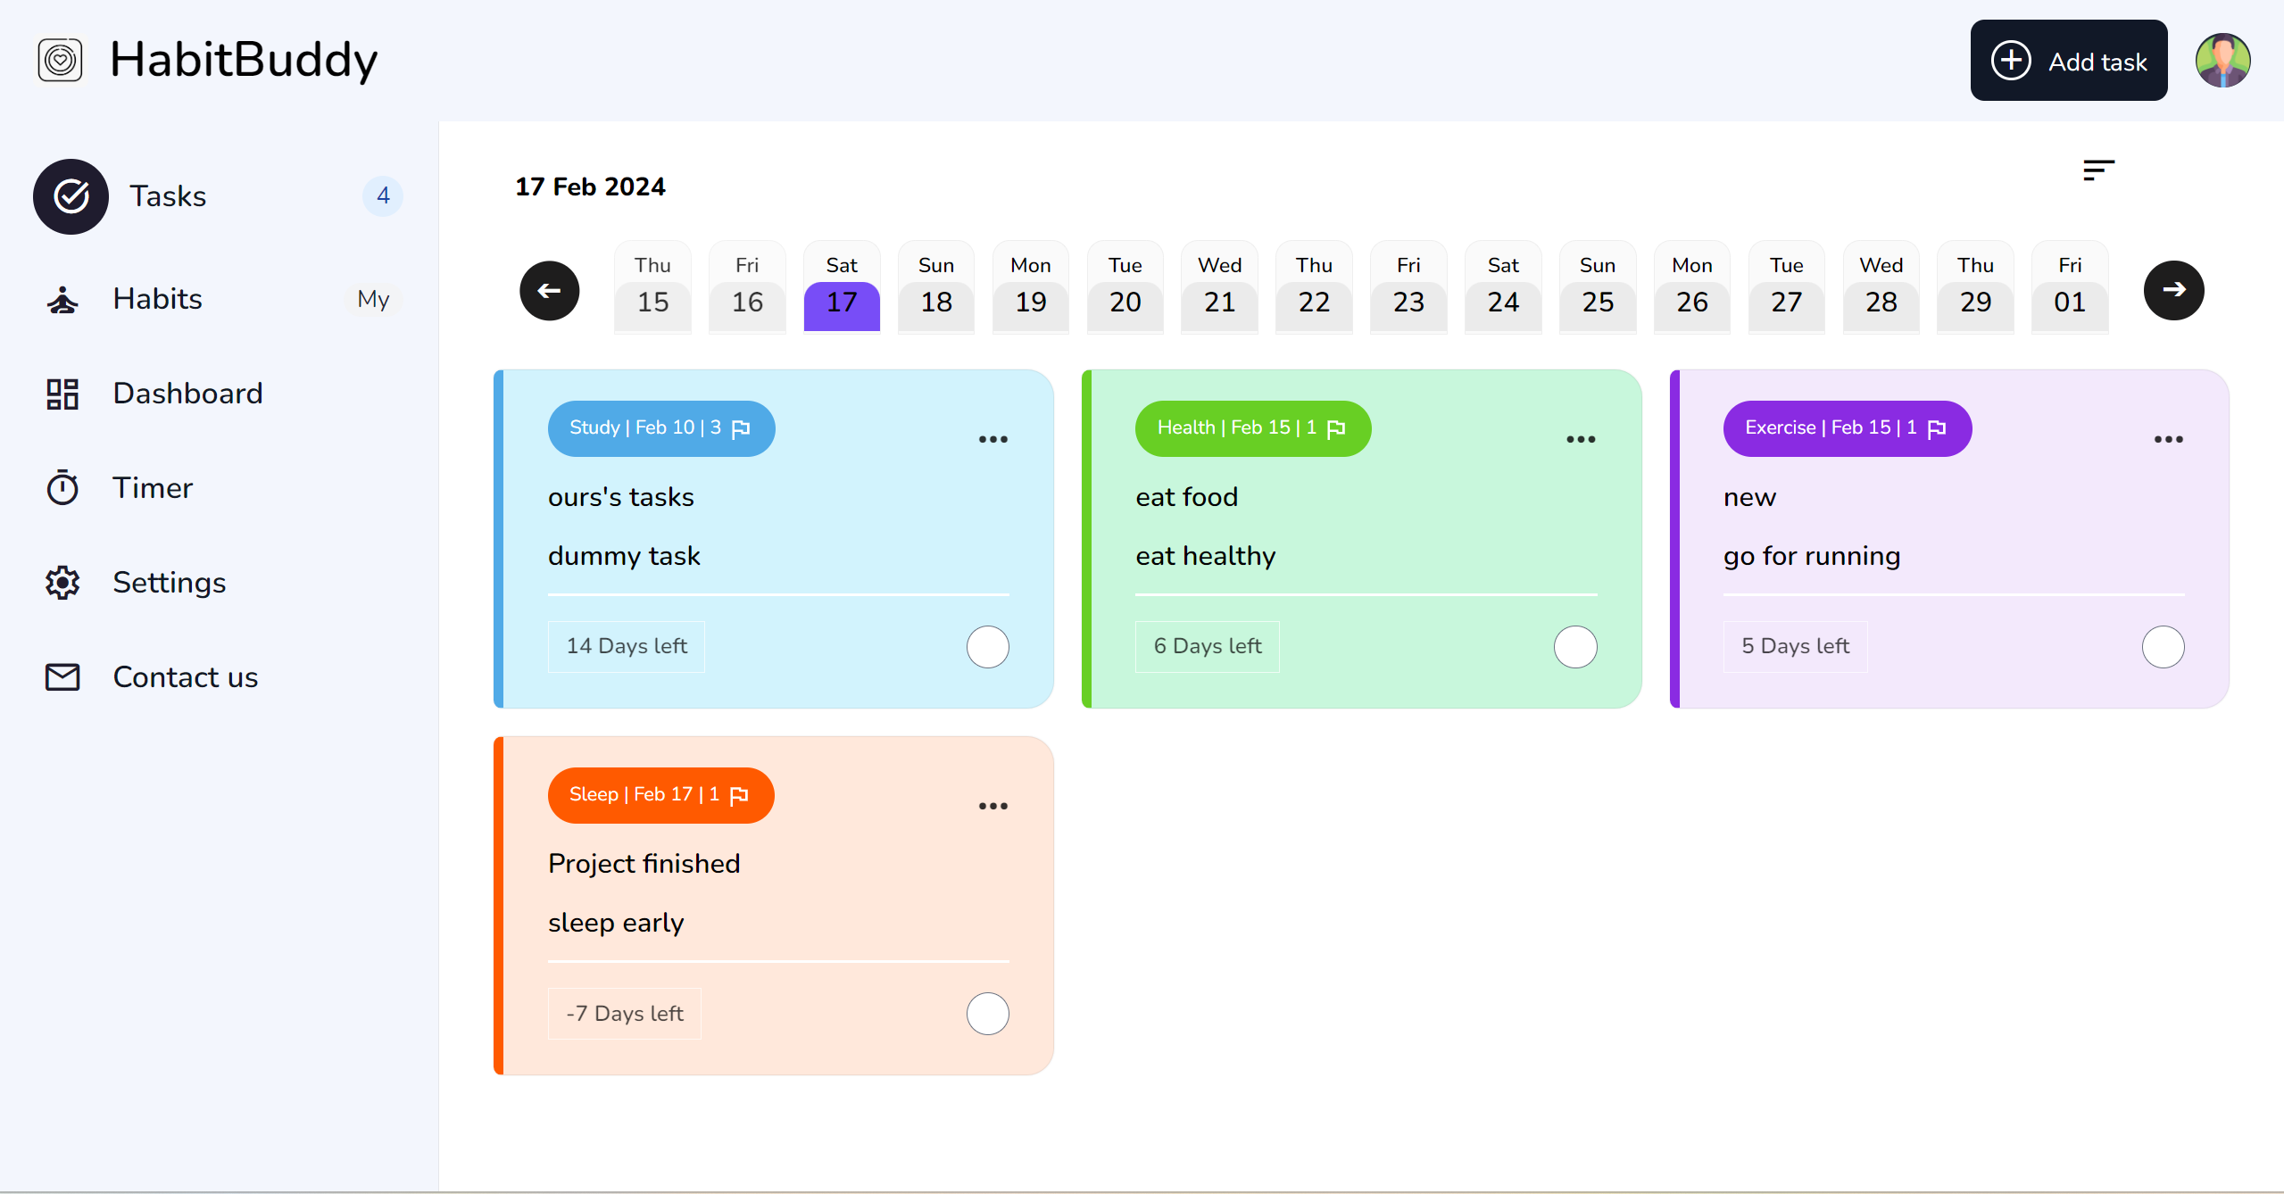 HabitBuddy
Add task
Tasks
4
Habits
My
Dashboard
Timer
Settings
Contact us
17 Feb 2024
Thu Fri Sat Sun Mon Tue Wed Thu Fri Sat Sun Mon Tue Wed Thu Fri
15 16 17 18 19 20 21 22 23 24 25 26 27 28 29 01
Study | Feb 10 | 3
ours's tasks
dummy task
14 Days left
Health | Feb 15 | 1
eat food
eat healthy
6 Days left
Exercise | Feb 15 | 1
new
go for running
5 Days left
Sleep | Feb 17 | 1
Project finished
sleep early
-7 Days left